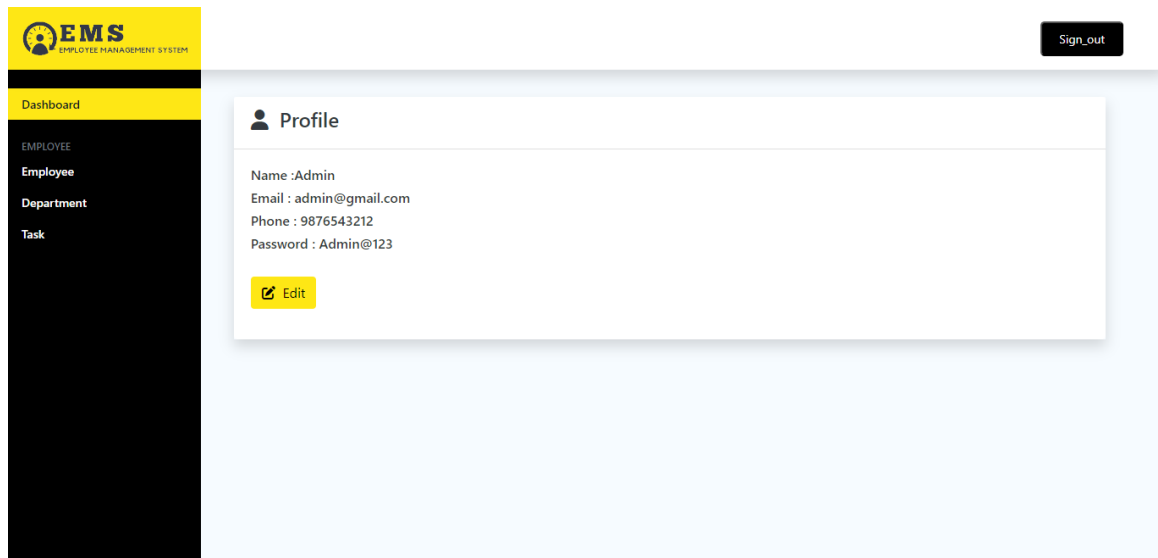 EMS
EMPLOYEE MANAGEMENT SYSTEM
Sign_out
Dashboard
EMPLOYEE
Employee
Department
Task
Profile
Name :Admin
Email : admin@gmail.com
Phone : 9876543212
Password : Admin@123
Edit